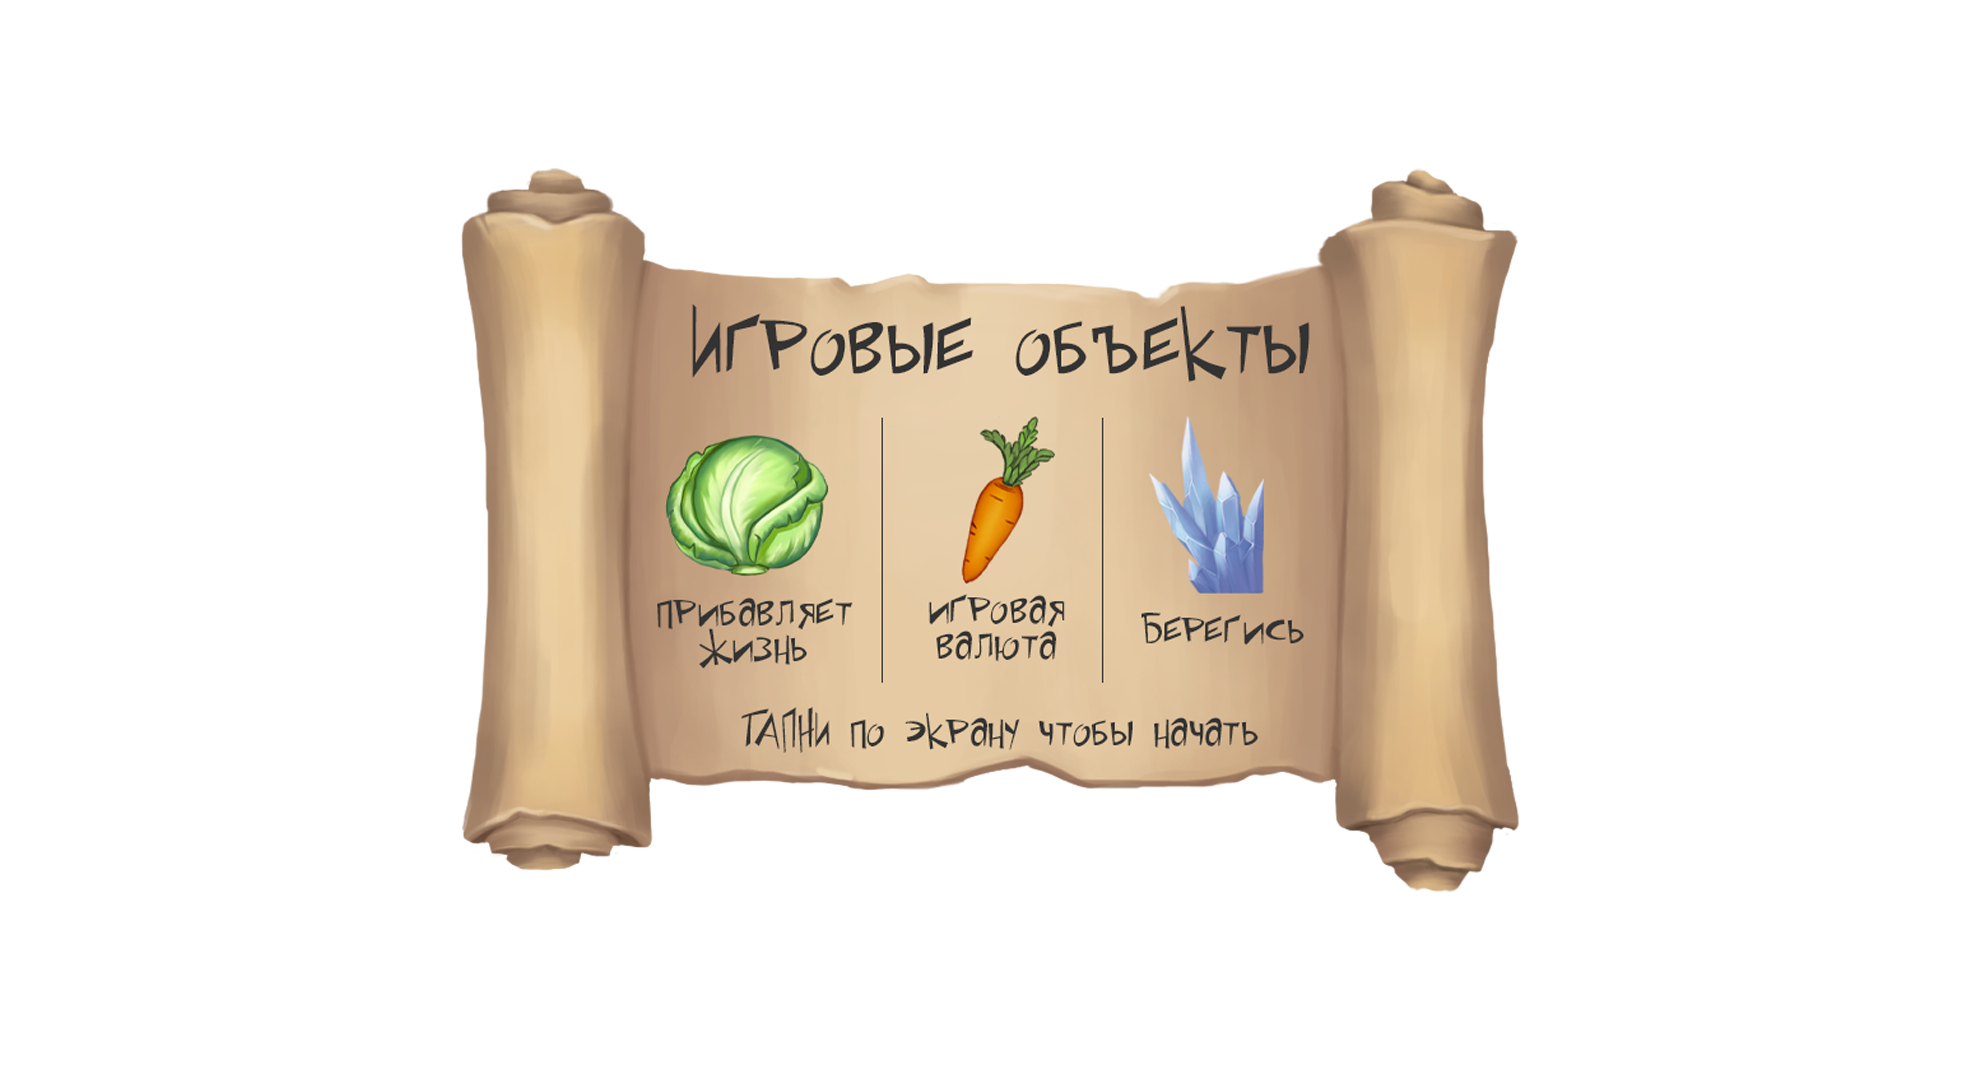 ИГРОВЫЕ ОБЪЕКТЫ
ПРИБАВЛЯЕТ
ЖИЗНЬ
ИГРОВАЯ
ВАЛЮТА
БЕРЕГИСЬ
ТАПНИ ПО ЭКРАНУ ЧТОБЫ НАЧАТЬ